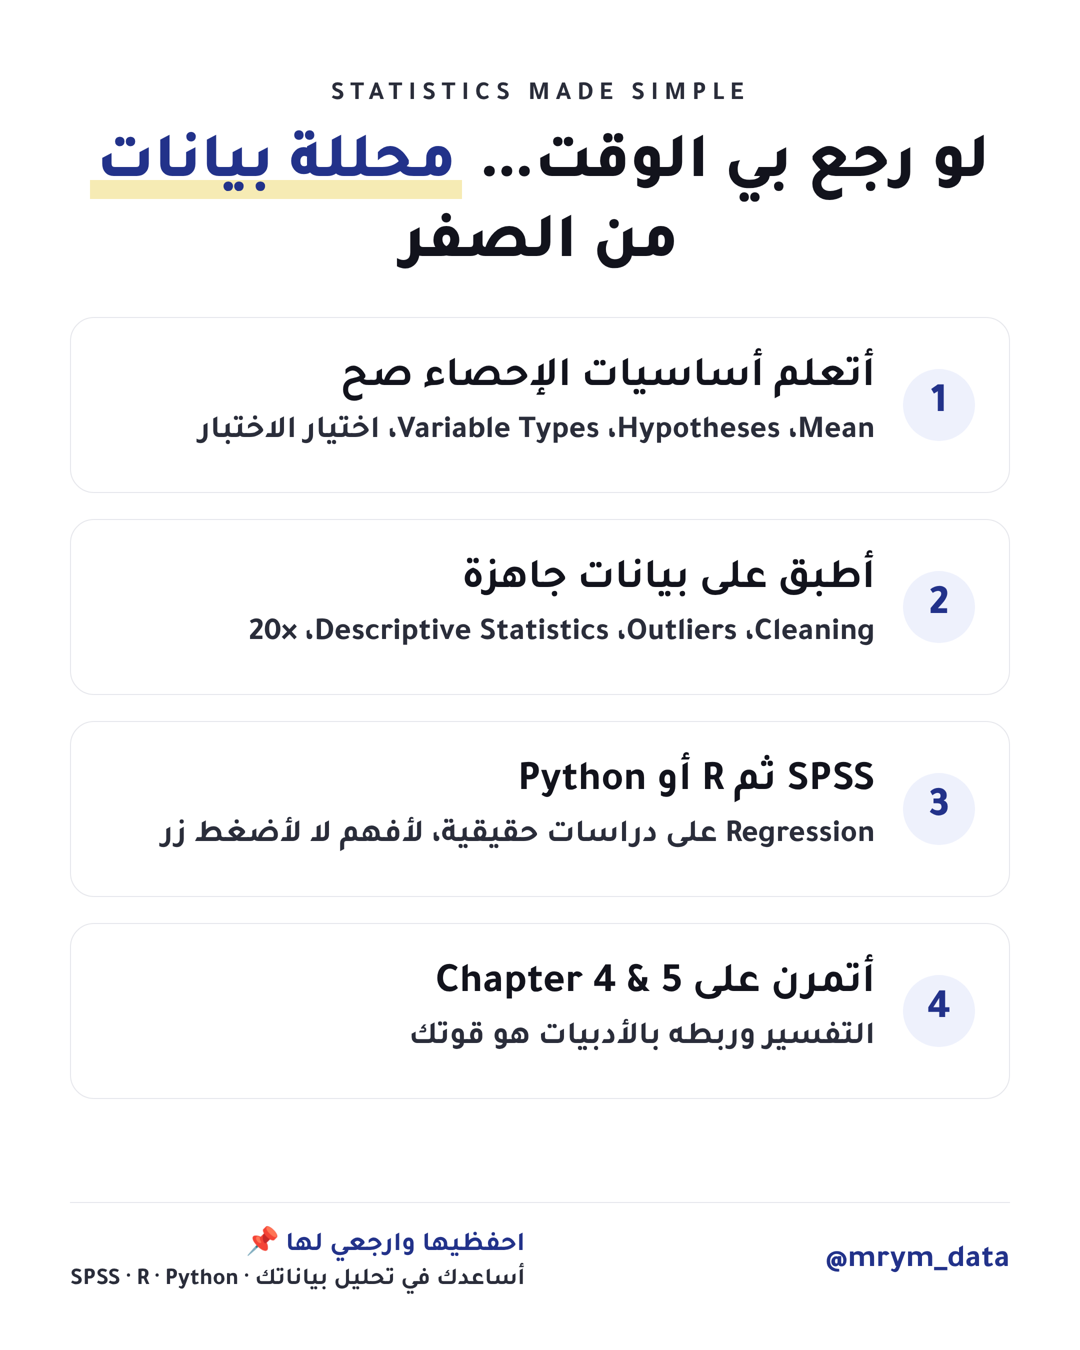 STATISTICS MADE SIMPLE
لو رجع بي الوقت... محللة بيانات
من الصفر
1
أتعلم أساسيات الإحصاء صح
Mean، Hypotheses، Variable Types، اختيار الاختبار
2
أطبق على بيانات جاهزة
Cleaning، Outliers، Descriptive Statistics، 20x
3
SPSS ثم R أو Python
Regression على دراسات حقيقية، لأفهم لا لأضغط زر
4
أتمرن على Chapter 4 & 5
التفسير وربطه بالأدبيات هو قوتك
@mrym_data
احفظيها وارجعي لها 📌
أساعدك في تحليل بياناتك · SPSS · R · Python